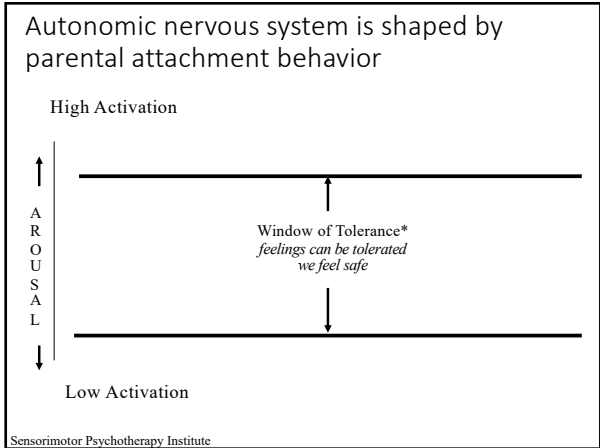 Autonomic nervous system is shaped by
parental attachment behavior
High Activation
AROUSAL
Window of Tolerance*
feelings can be tolerated
we feel safe
Low Activation
Sensorimotor Psychotherapy Institute